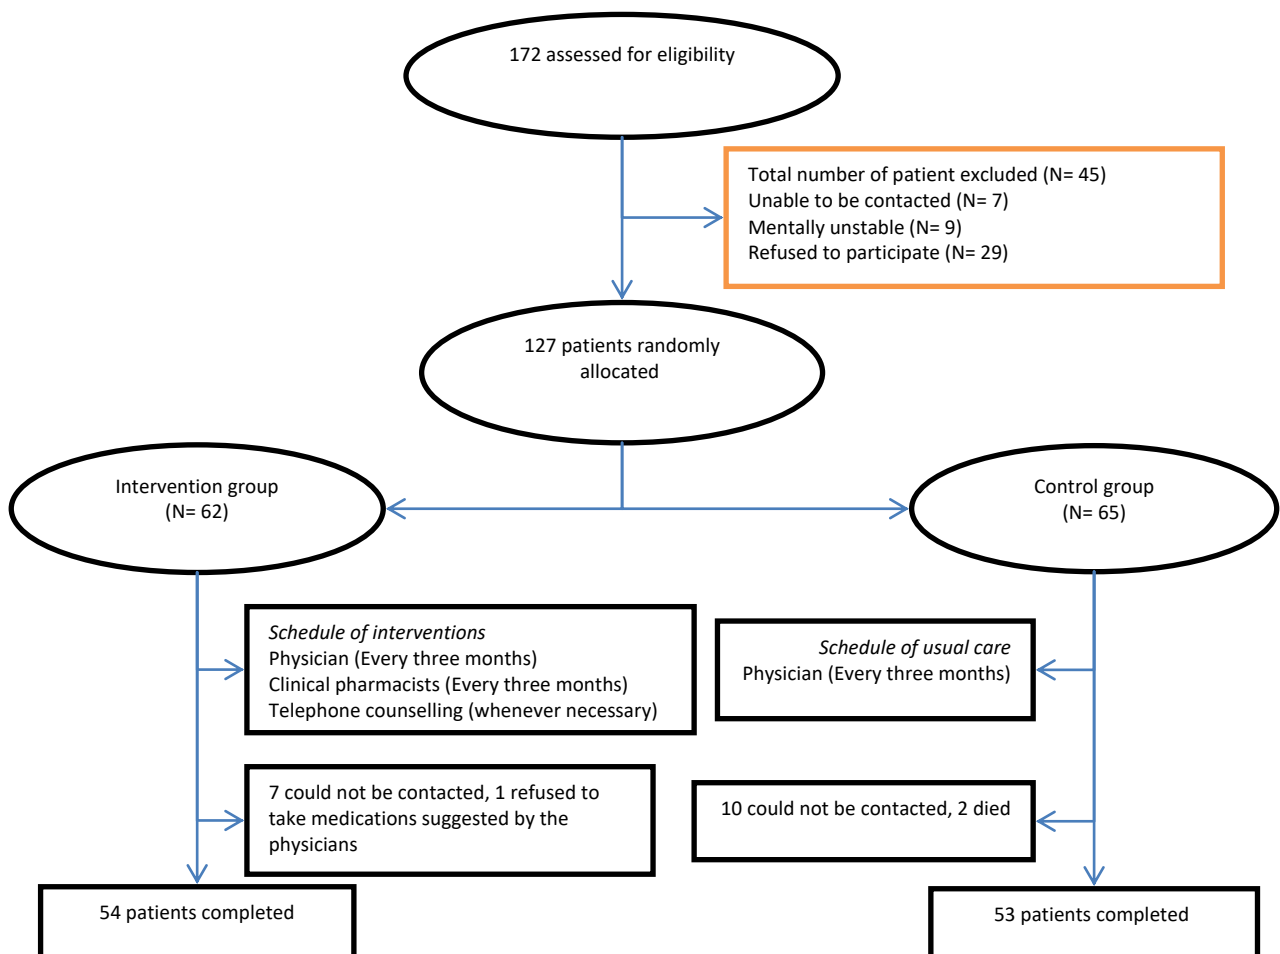 172 assessed for eligibility
Total number of patient excluded (N= 45)
Unable to be contacted (N= 7)
Mentally unstable (N= 9)
Refused to participate (N= 29)
127 patients randomly
allocated
Intervention group
(N= 62)
Control group
(N= 65)
Schedule of interventions
Physician (Every three months)
Clinical pharmacists (Every three months)
Telephone counselling (whenever necessary)
Schedule of usual care
Physician (Every three months)
7 could not be contacted, 1 refused to
take medications suggested by the
physicians
10 could not be contacted, 2 died
54 patients completed
53 patients completed